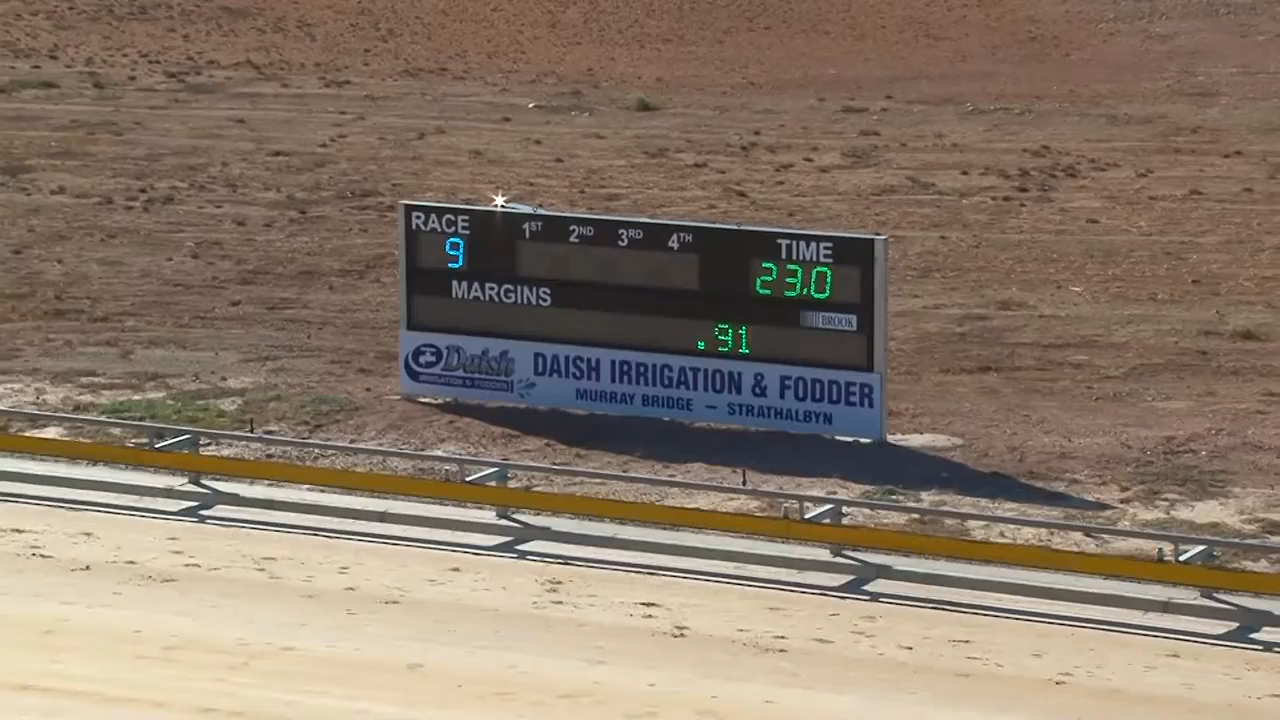 RACE 1ST 2ND 3RD 4TH TIME
9 23.0
MARGINS
BROOK
.91
Daish
IRRIGATION & FODDER
DAISH IRRIGATION & FODDER
MURRAY BRIDGE — STRATHALBYN